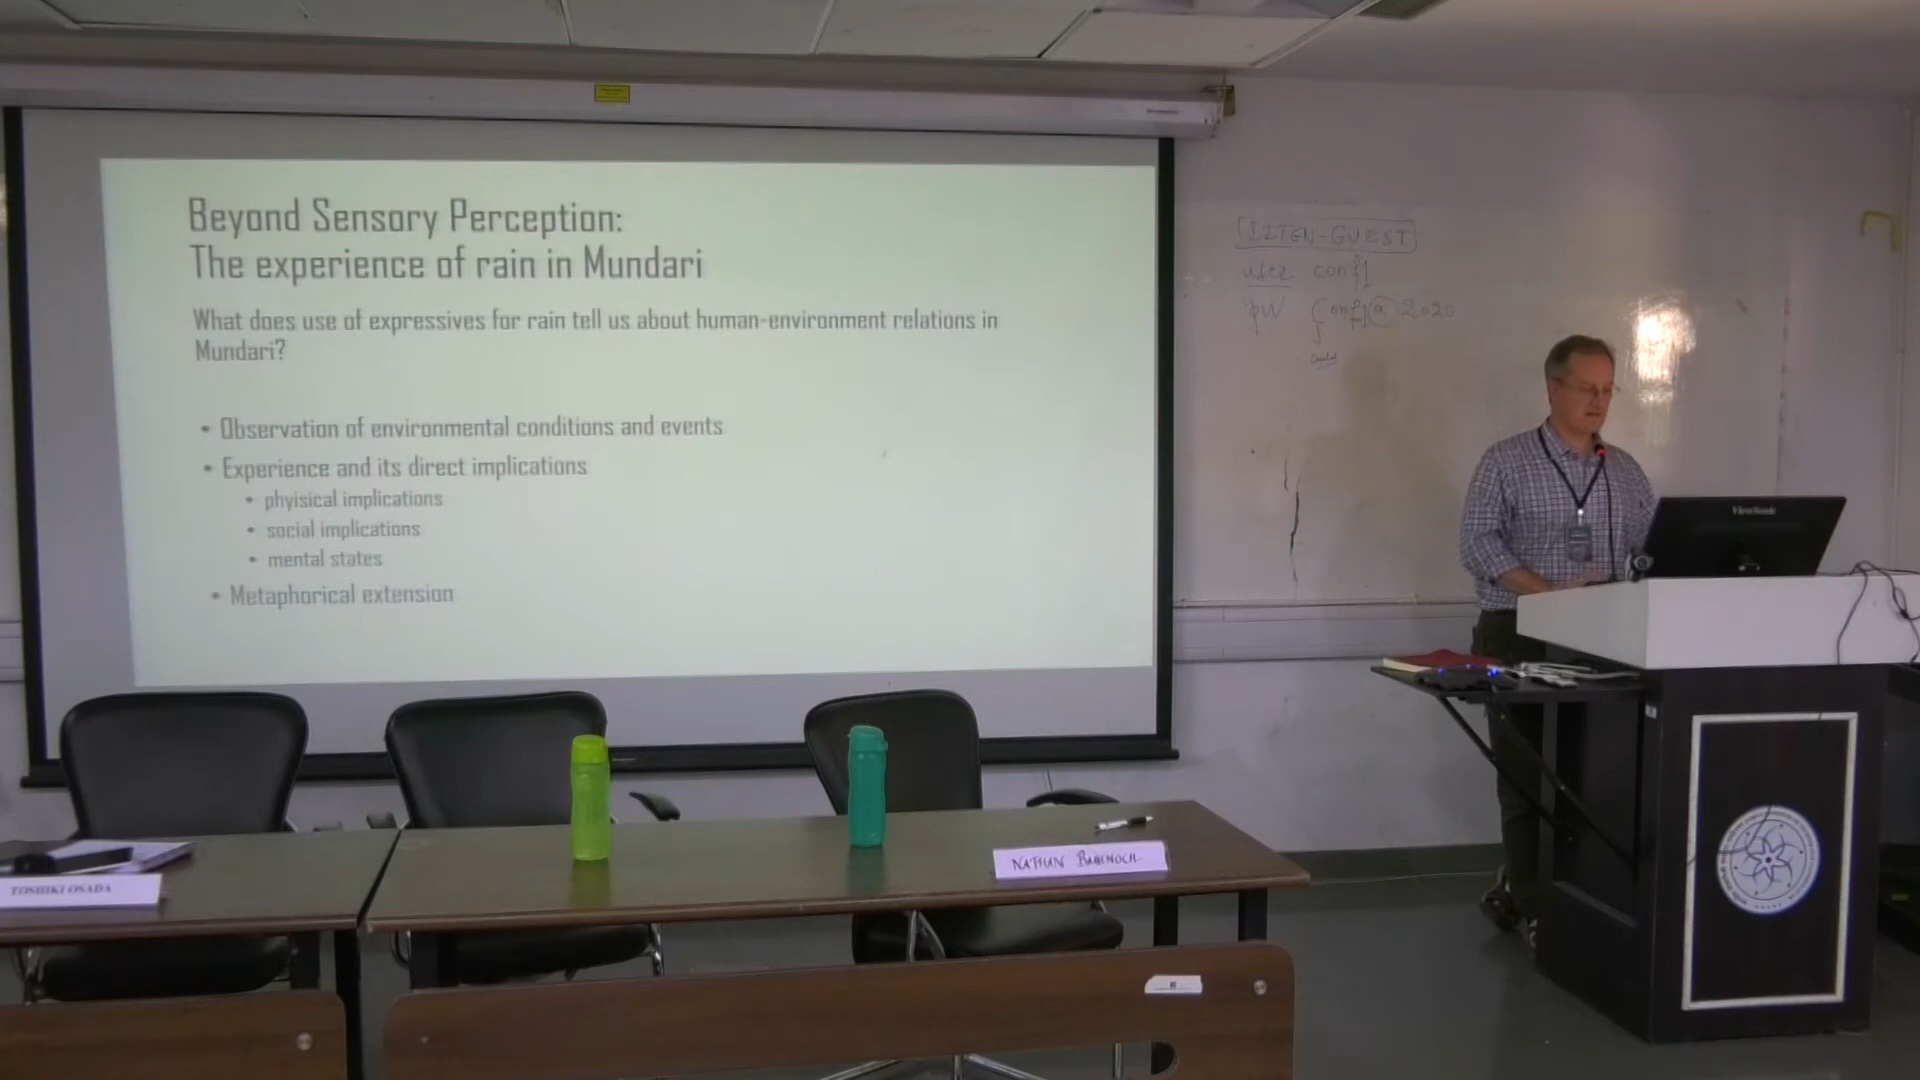 Beyond Sensory Perception:
The experience of rain in Mundari
What does use of expressives for rain tell us about human-environment relations in
Mundari?
• Observation of environmental conditions and events
• Experience and its direct implications
• phyisical implications
• social implications
• mental states
• Metaphorical extension
IITGN-GUEST
user conf1
pw Conf1@2020
Capital
ViewSonic
TOSHIKI OSADA
NATHAN BADENOCH